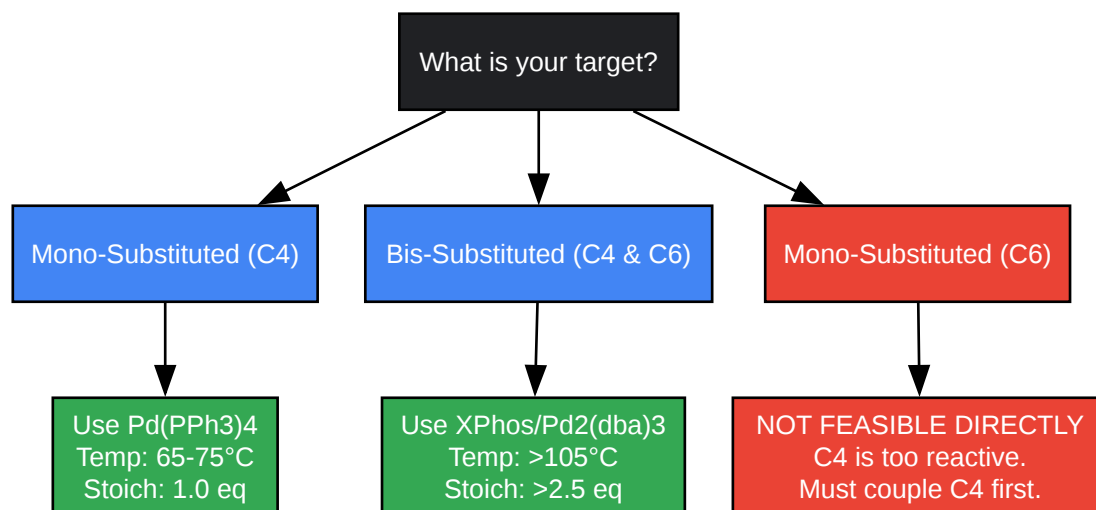 What is your target?
Mono-Substituted (C4)
Bis-Substituted (C4 & C6)
Mono-Substituted (C6)
Use Pd(PPh3)4
Temp: 65-75°C
Stoich: 1.0 eq
Use XPhos/Pd2(dba)3
Temp: >105°C
Stoich: >2.5 eq
NOT FEASIBLE DIRECTLY
C4 is too reactive.
Must couple C4 first.